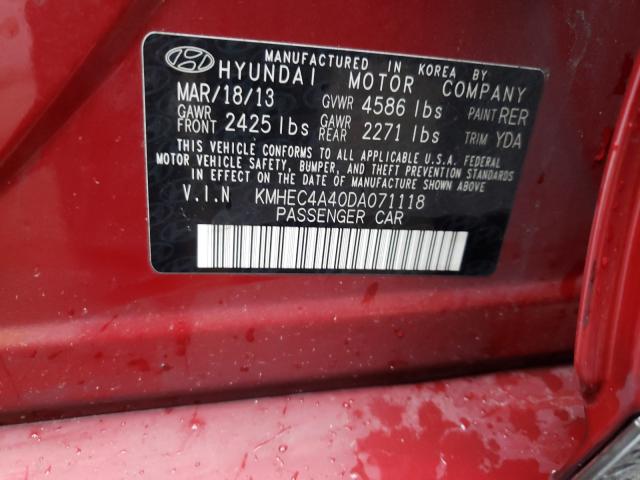 MANUFACTURED IN KOREA BY
HYUNDAI MOTOR COMPANY
MAR/18/13 GVWR 4586 lbs PAINT RER
GAWR FRONT 2425 lbs GAWR REAR 2271 lbs TRIM YDA
THIS VEHICLE CONFORMS TO ALL APPLICABLE U.S.A. FEDERAL
MOTOR VEHICLE SAFETY, BUMPER, AND THEFT PREVENTION STANDARDS
IN EFFECT ON THE DATE OF MANUFACTURE SHOWN ABOVE
V.I.N KMHEC4A40DA071118
PASSENGER CAR